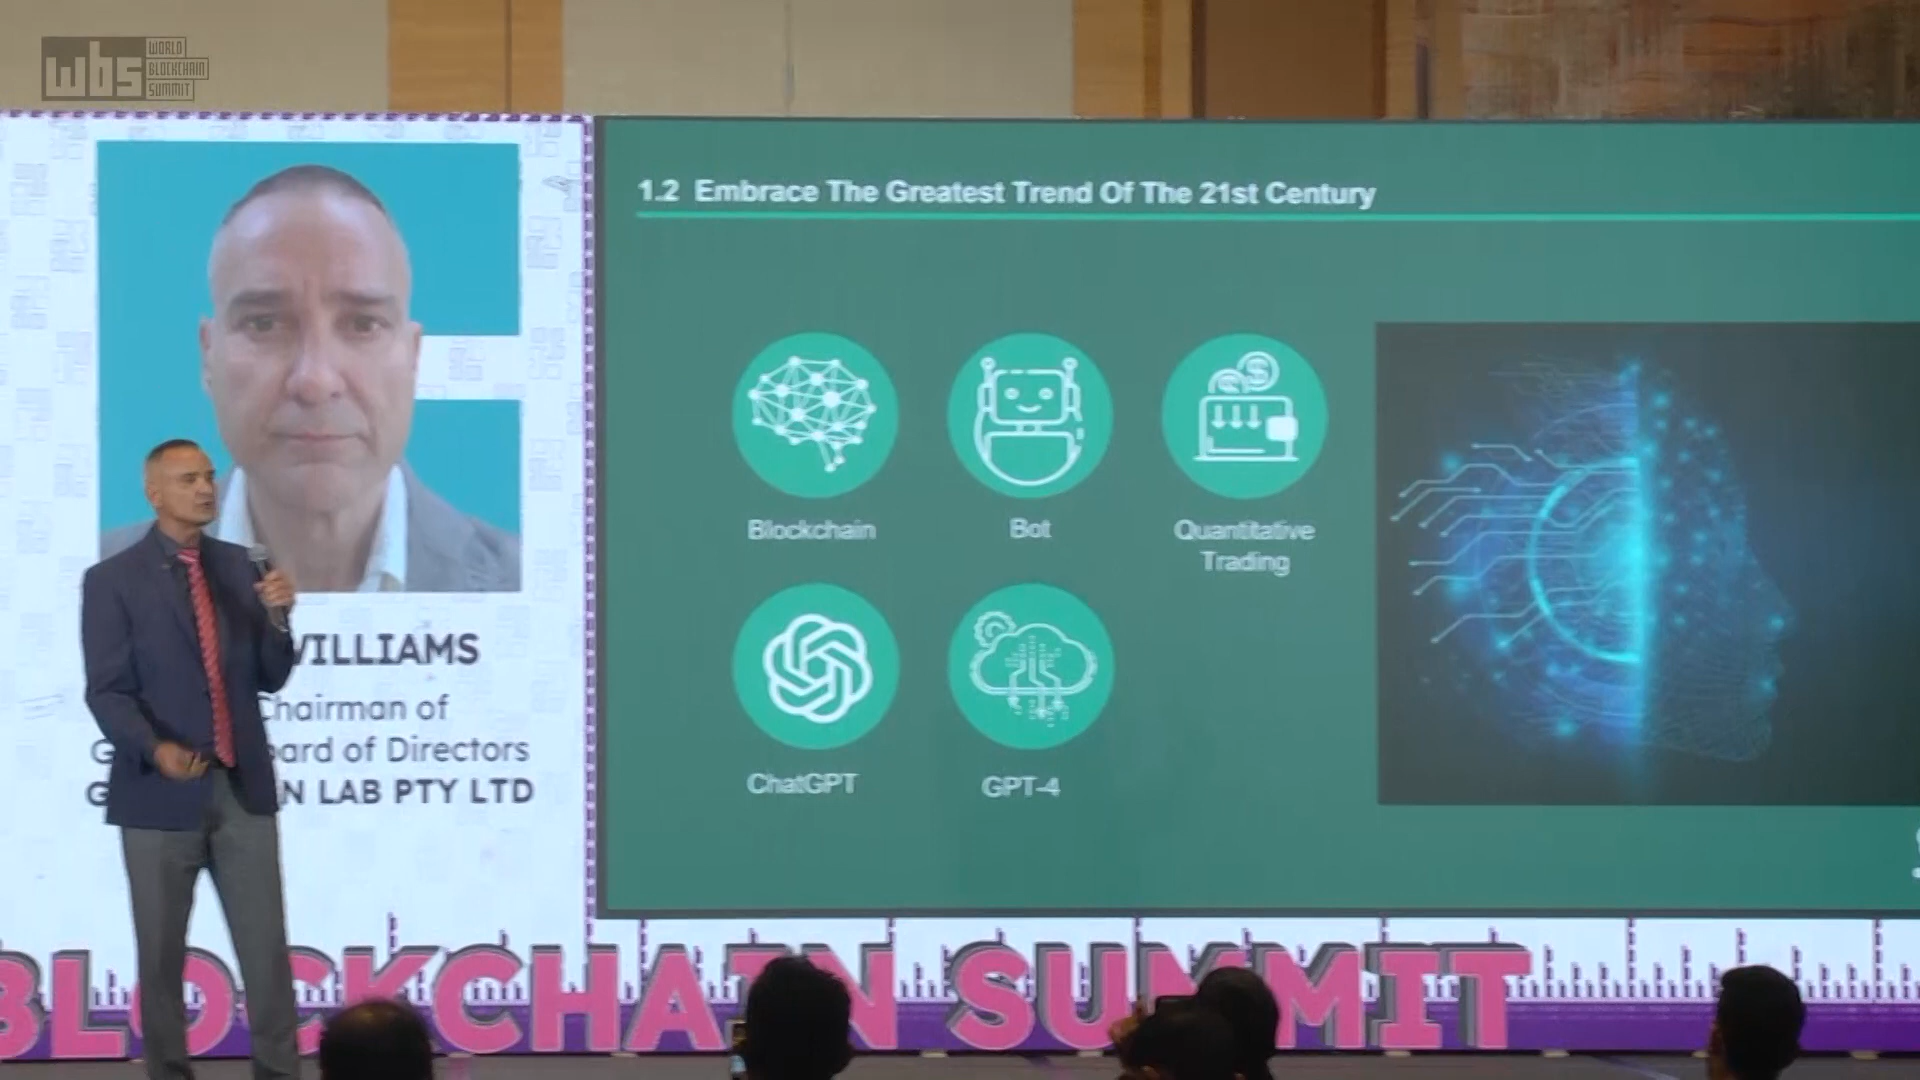 wbs
WORLD
BLOCKCHAIN
SUMMIT
1.2 Embrace The Greatest Trend Of The 21st Century
Blockchain
Bot
Quantitative
Trading
ChatGPT
GPT-4
WILLIAMS
Chairman of
of Directors
LAB PTY LTD
BLOCKCHAIN SUMMIT